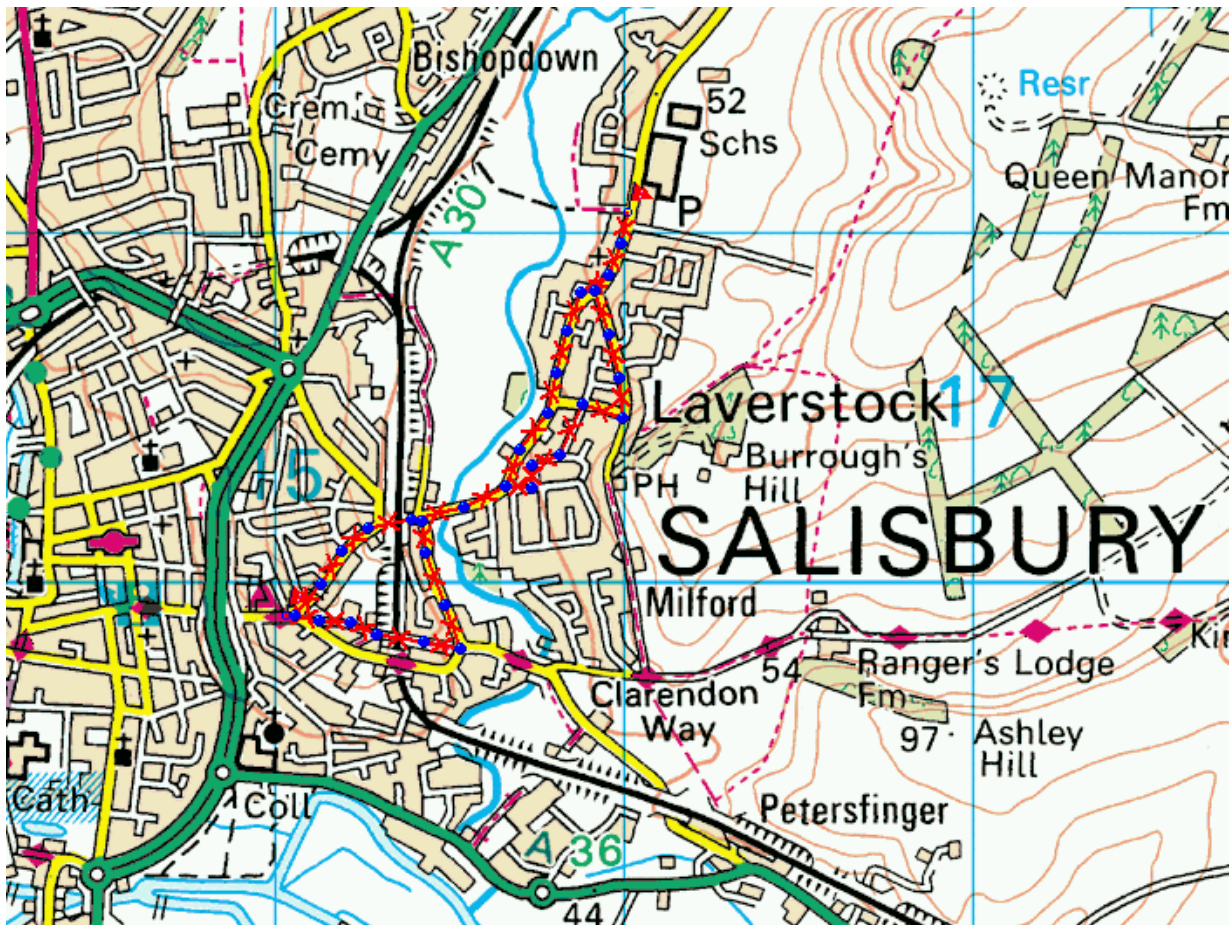 Bishopdown
Crem
Cemy
A 30
52
Schs
P
Resr
Queen Manor
Fm
Laverstock
17
15
Burrough's
Hill
PH
SALISBURY
Milford
54
Ranger's Lodge
Fm
Clarendon
Way
97
Ashley
Hill
Cath
Coll
Petersfinger
A 36
44